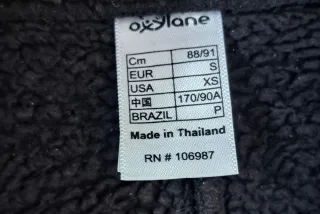 oxylane
Cm 88/91
EUR S
USA XS
中国 170/90A
BRAZIL P
Made in Thailand
RN # 106987